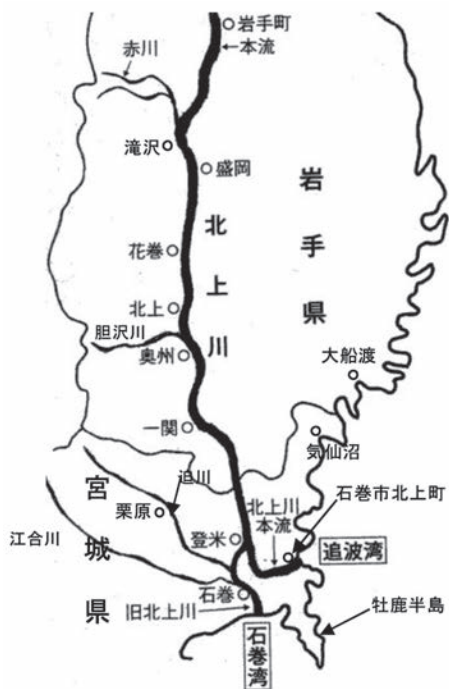 岩手町
本流
赤川
滝沢
盛岡
岩手県
北上川
花巻
北上
胆沢川
奥州
大船渡
一関
気仙沼
宮城県
迫川
栗原
北上川
本流
石巻市北上町
江合川
登米
追波湾
石巻
旧北上川
牡鹿半島
石巻湾